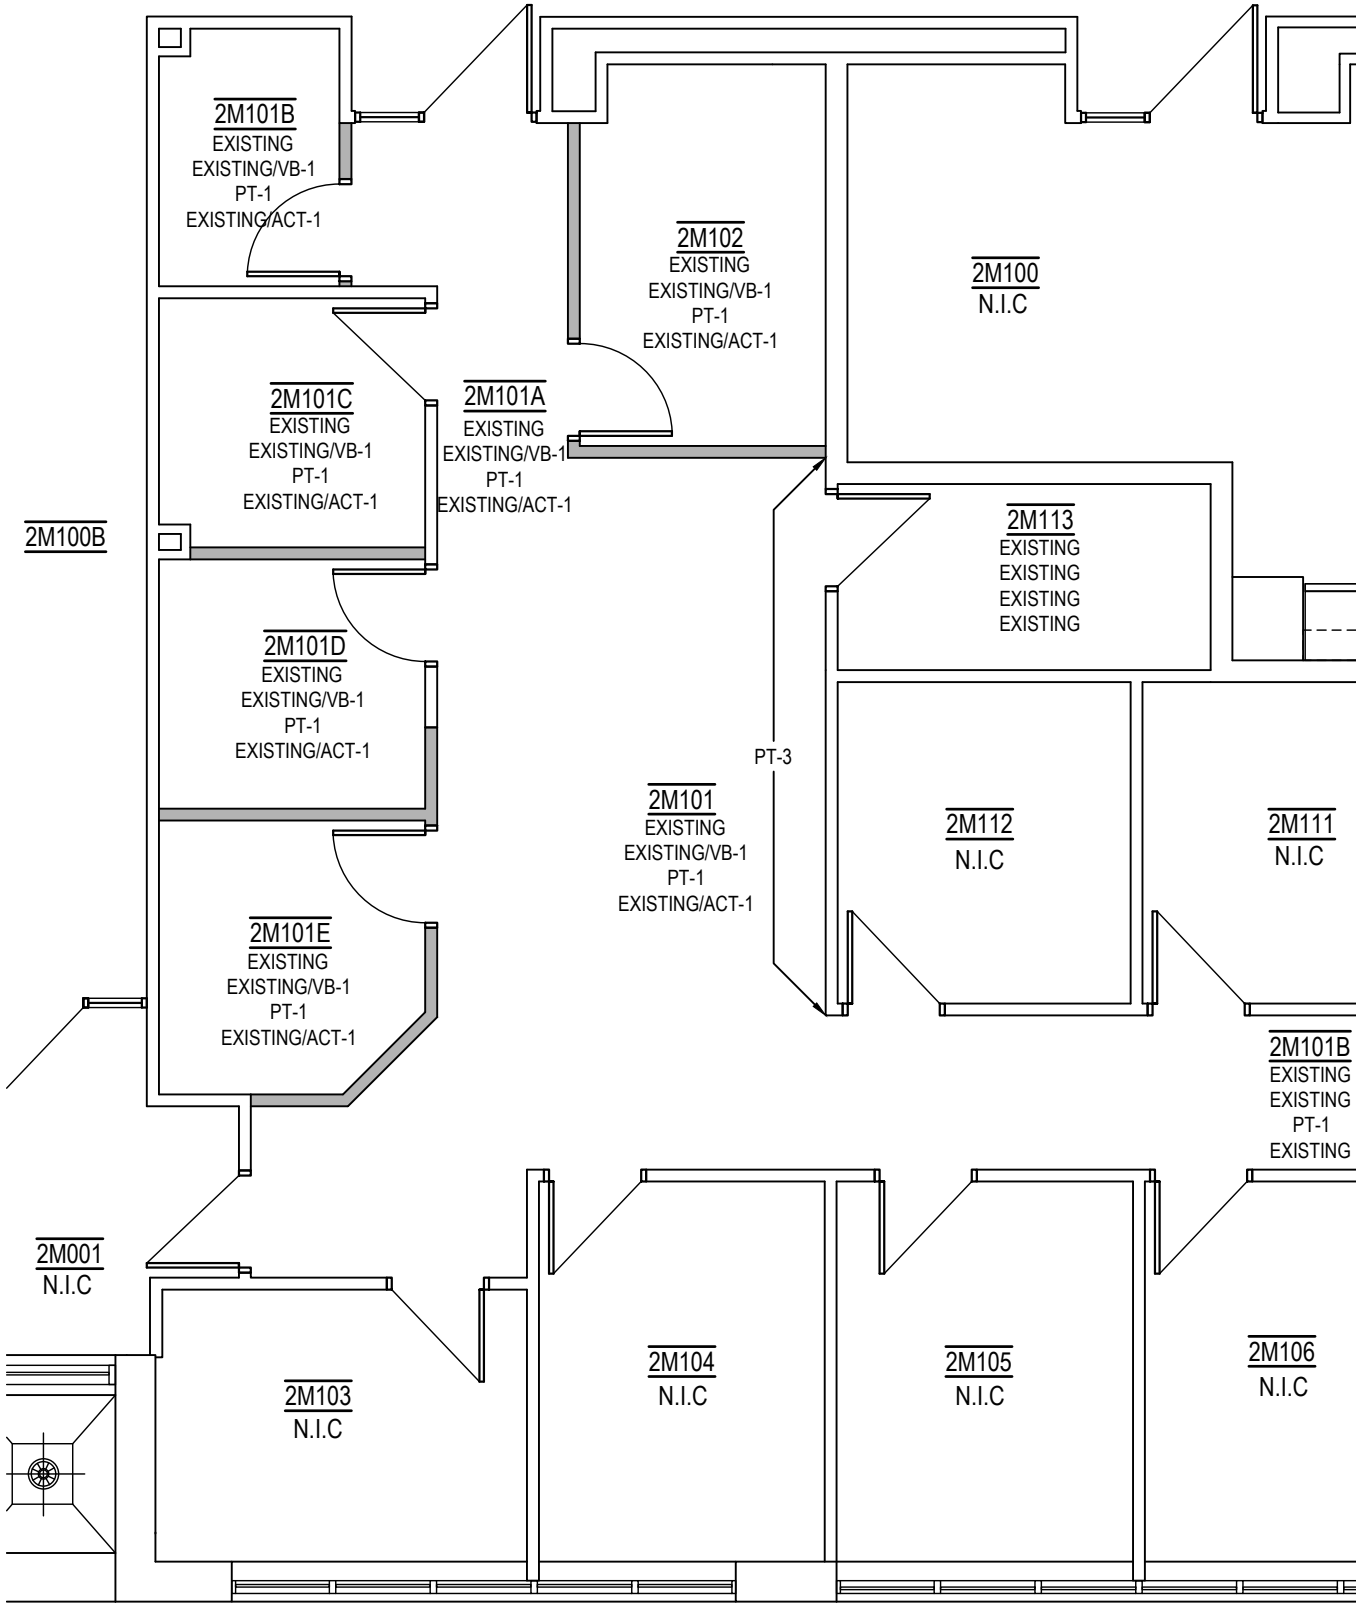 2M101B
EXISTING
EXISTING/VB-1
PT-1
EXISTING/ACT-1
2M102
EXISTING
EXISTING/VB-1
PT-1
EXISTING/ACT-1
2M100
N.I.C
2M101C
EXISTING
EXISTING/VB-1
PT-1
EXISTING/ACT-1
2M101A
EXISTING
EXISTING/VB-1
PT-1
EXISTING/ACT-1
2M100B
2M113
EXISTING
EXISTING
EXISTING
EXISTING
2M101D
EXISTING
EXISTING/VB-1
PT-1
EXISTING/ACT-1
PT-3
2M101
EXISTING
EXISTING/VB-1
PT-1
EXISTING/ACT-1
2M112
N.I.C
2M111
N.I.C
2M101E
EXISTING
EXISTING/VB-1
PT-1
EXISTING/ACT-1
2M101B
EXISTING
EXISTING
PT-1
EXISTING
2M001
N.I.C
2M103
N.I.C
2M104
N.I.C
2M105
N.I.C
2M106
N.I.C